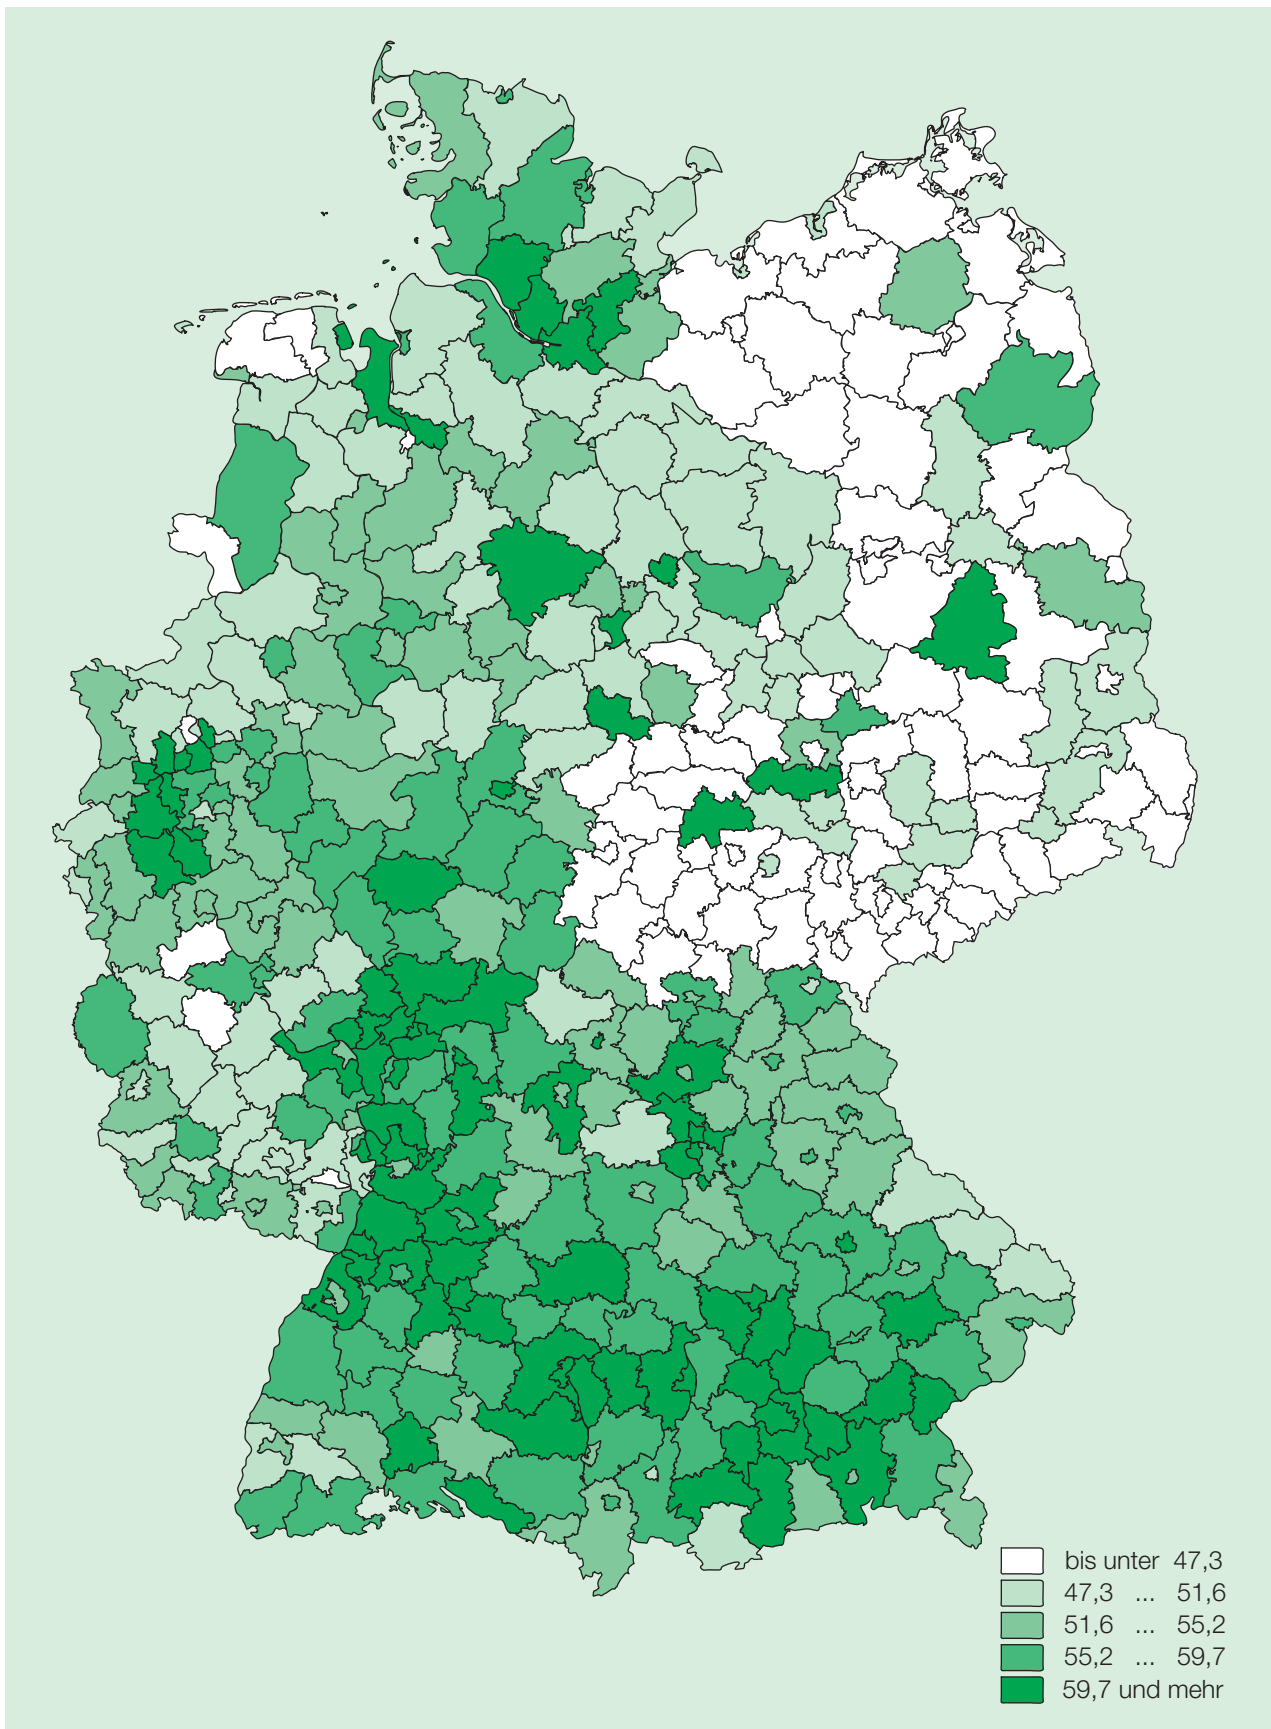 bis unter 47,3
47,3 ... 51,6
51,6 ... 55,2
55,2 ... 59,7
59,7 und mehr